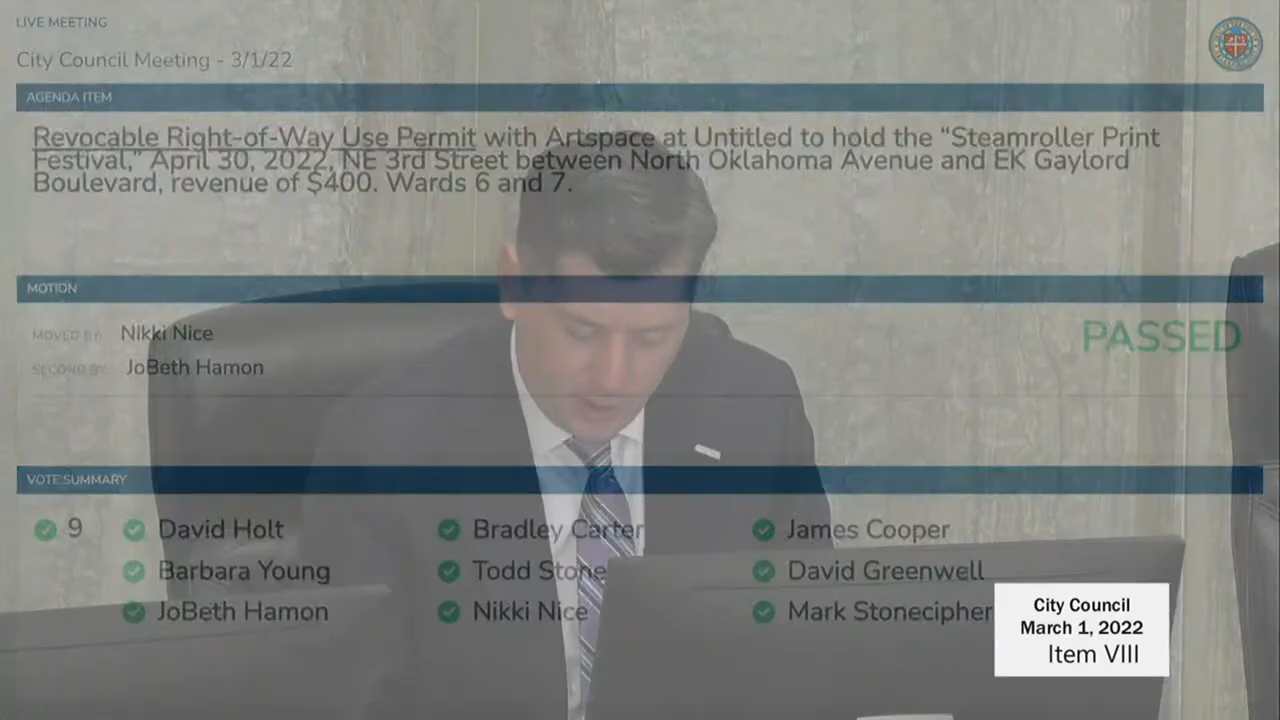 LIVE MEETING
City Council Meeting - 3/1/22
AGENDA ITEM
Revocable Right-of-Way Use Permit with Artspace at Untitled to hold the “Steamroller Print
Festival,” April 30, 2022, NE 3rd Street between North Oklahoma Avenue and EK Gaylord
Boulevard, revenue of $400. Wards 6 and 7.
MOTION
MOVED BY: Nikki Nice
PASSED
SECOND BY: JoBeth Hamon
VOTE SUMMARY
9 David Holt Bradley Carter James Cooper
Barbara Young Todd Stone David Greenwell
JoBeth Hamon Nikki Nice Mark Stonecipher
City Council
March 1, 2022
Item VIII